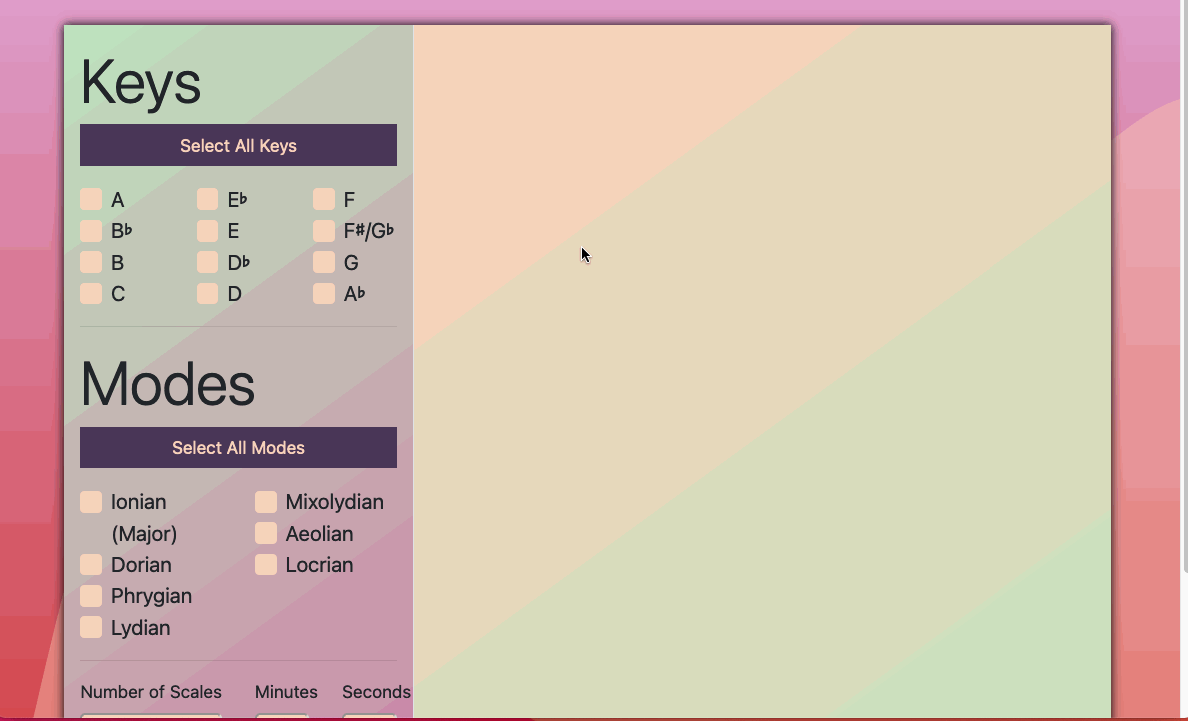 Keys
Select All Keys
A
B♭
B
C
E♭
E
D♭
D
F
F♯/G♭
G
A♭
Modes
Select All Modes
Ionian
(Major)
Dorian
Phrygian
Lydian
Mixolydian
Aeolian
Locrian
Number of Scales Minutes Seconds